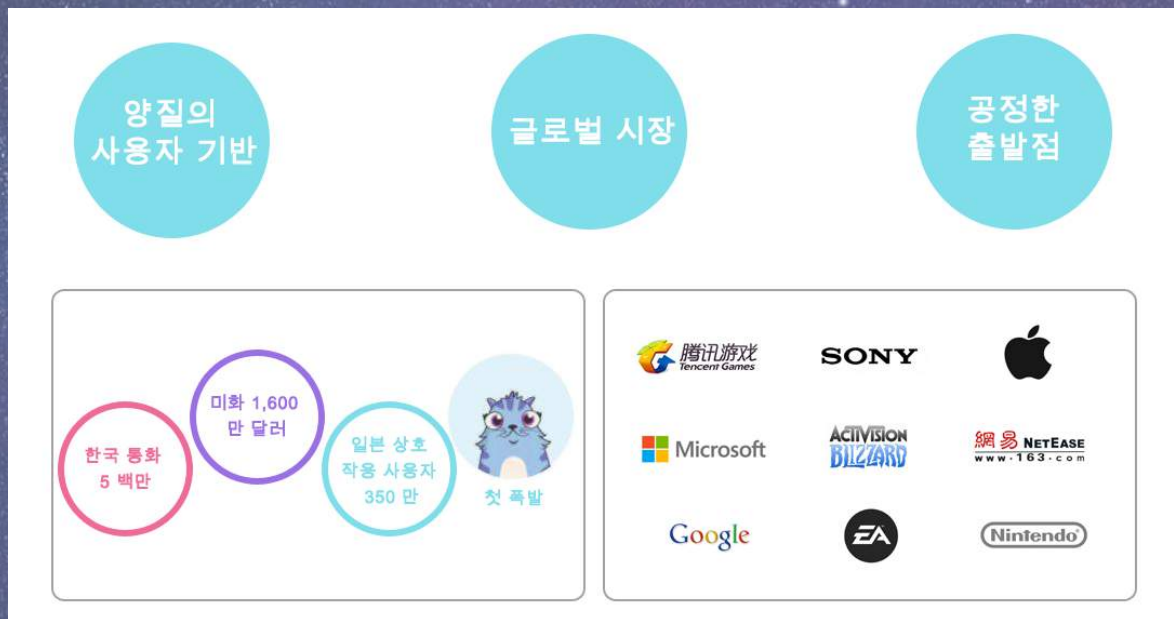 양질의
사용자 기반
글로벌 시장
공정한
출발점
한국 통화
5 백만
미화 1,600
만 달러
일본 상호
작용 사용자
350 만
첫 폭발
腾讯游戏
Tencent Games
SONY
Microsoft
ACTIVISION
BLIZZARD
網易 NETEASE
www.163.com
Google
EA
Nintendo